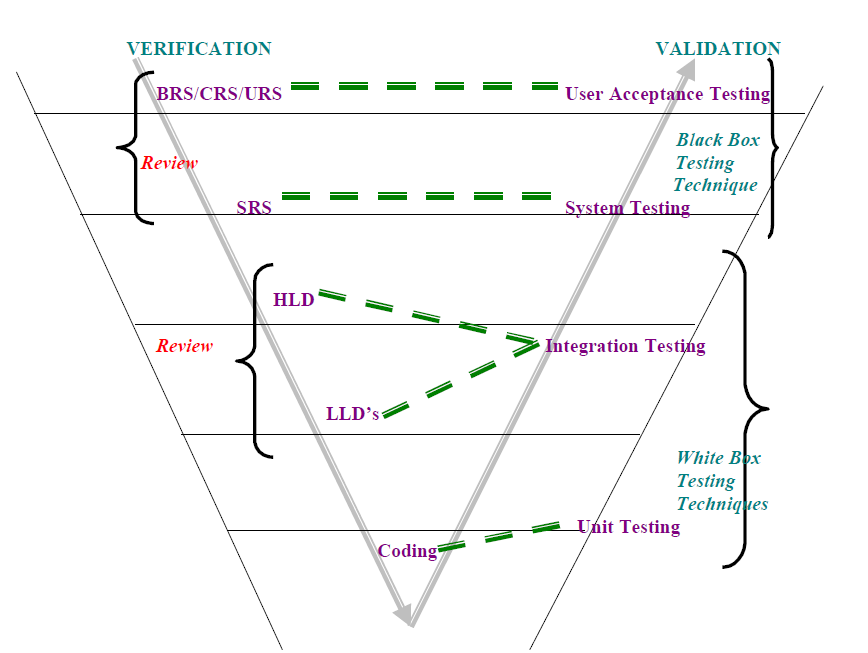 VERIFICATION
VALIDATION
BRS/CRS/URS
User Acceptance Testing
Black Box
Testing
Technique
Review
SRS
System Testing
HLD
Review
Integration Testing
LLD's
White Box
Testing
Techniques
Unit Testing
Coding